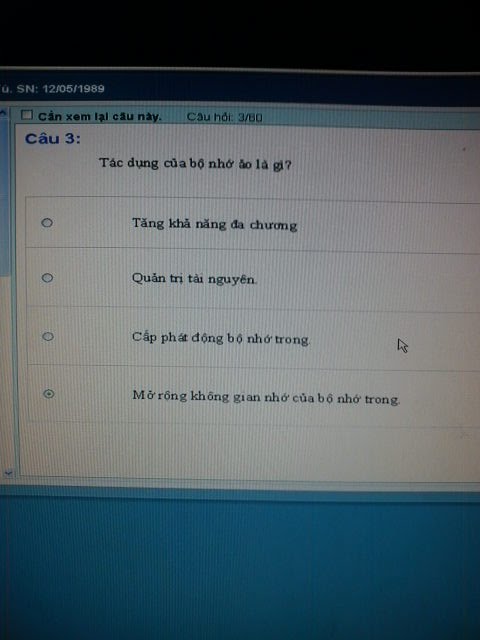 SN: 12/05/1989
Cần xem lại câu này. Câu hỏi: 3/60
Câu 3:
Tác dụng của bộ nhớ ảo là gì?
Tăng khả năng đa chương
Quản trị tài nguyên.
Cấp phát động bộ nhớ trong.
Mở rộng không gian nhớ của bộ nhớ trong.